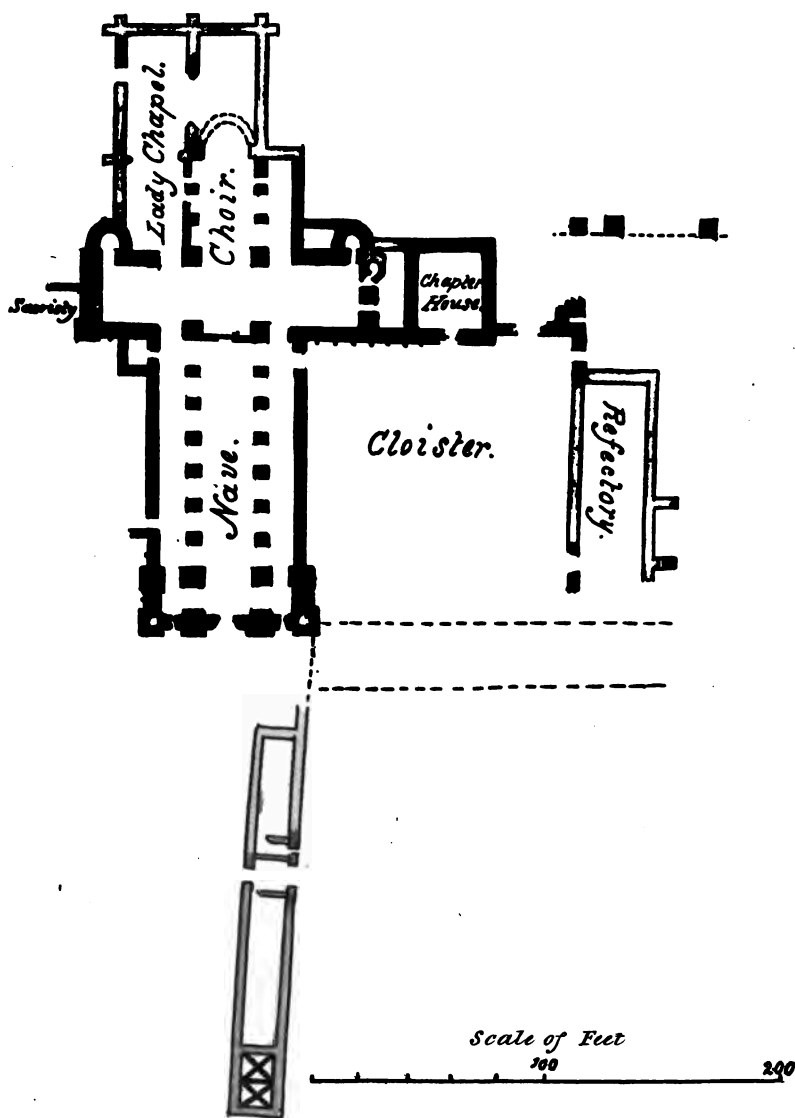 Lady Chapel.
Choir.
Chapter
House.
Sacristy
Cloister.
Nave.
Refectory.
Scale of Feet
100
200